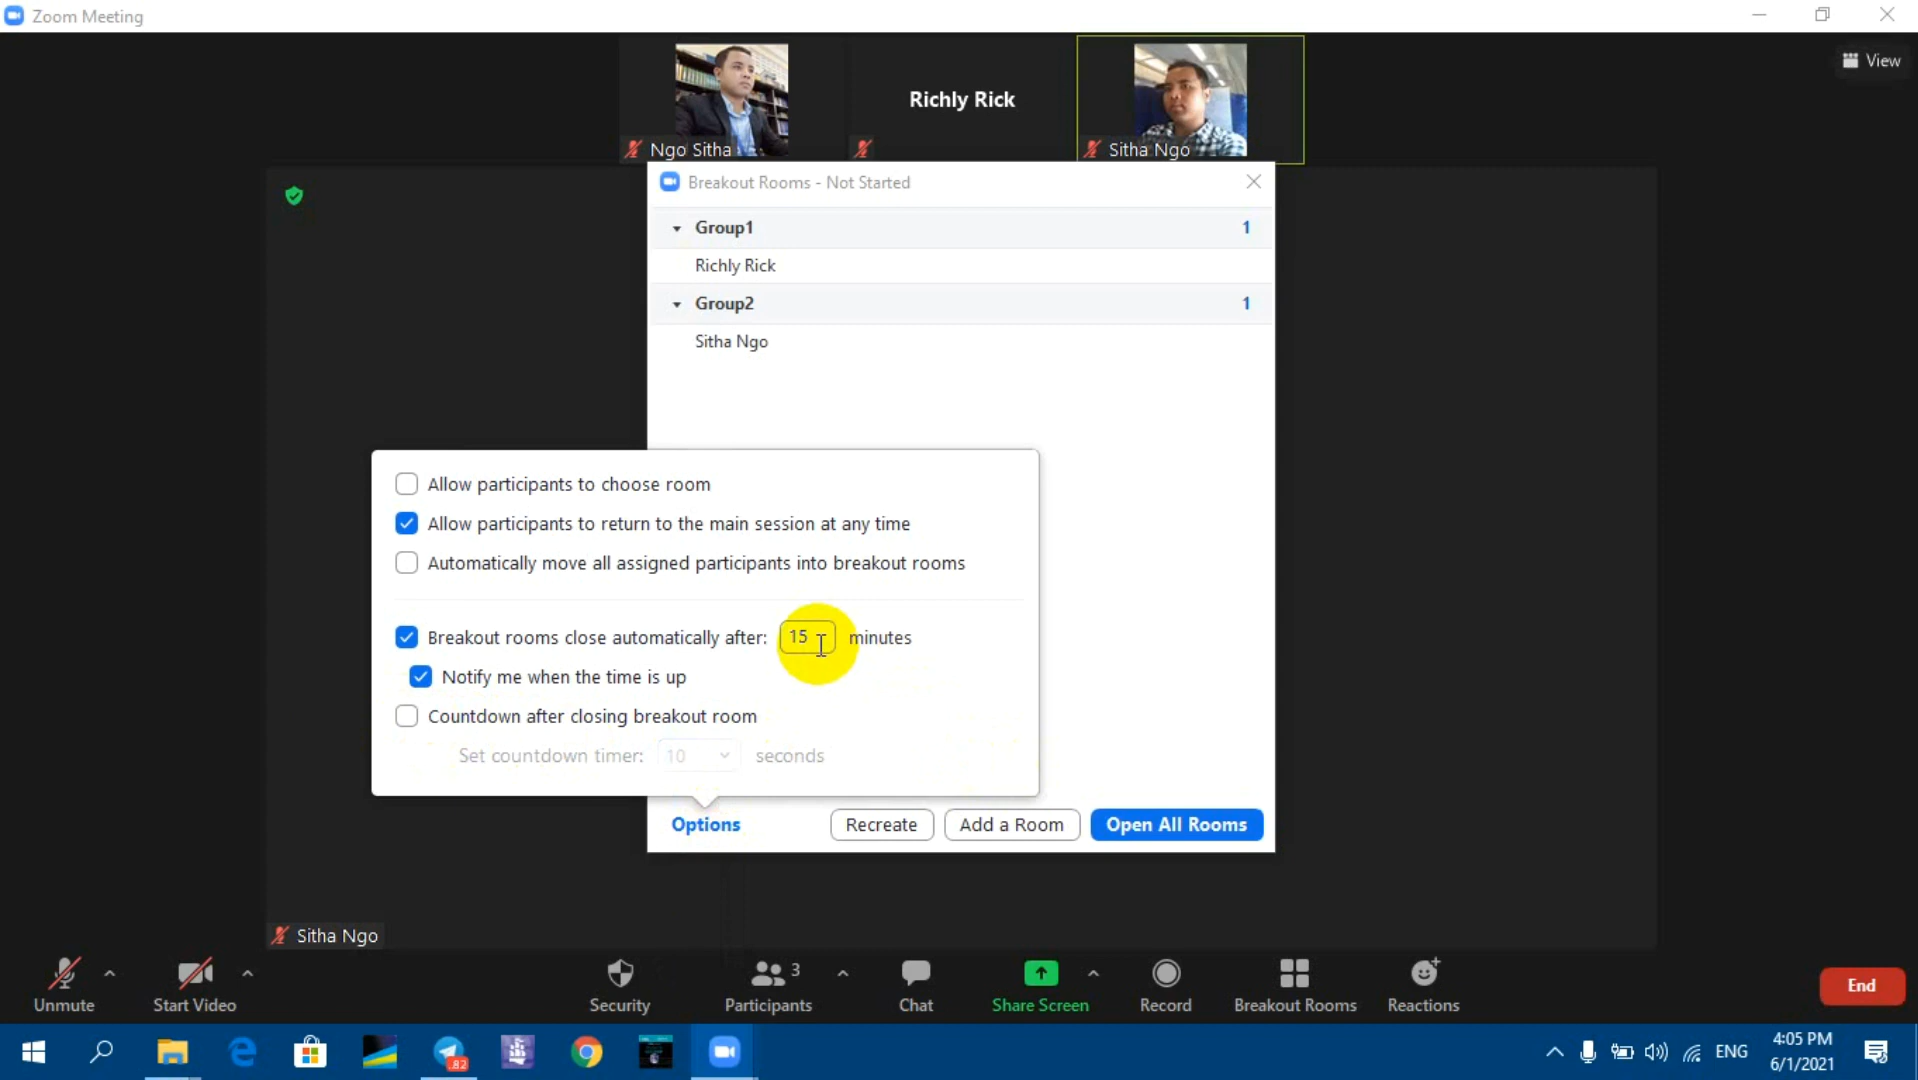 Zoom Meeting
View
Richly Rick
Ngo Sitha
Sitha Ngo
Breakout Rooms - Not Started
Group1 1
Richly Rick
Group2 1
Sitha Ngo
Allow participants to choose room
Allow participants to return to the main session at any time
Automatically move all assigned participants into breakout rooms
Breakout rooms close automatically after: 15 minutes
Notify me when the time is up
Countdown after closing breakout room
Set countdown timer: 10 seconds
Options Recreate Add a Room Open All Rooms
Sitha Ngo
3
Unmute Start Video Security Participants Chat Share Screen Record Breakout Rooms Reactions End
.82
ENG
4:05 PM
6/1/2021